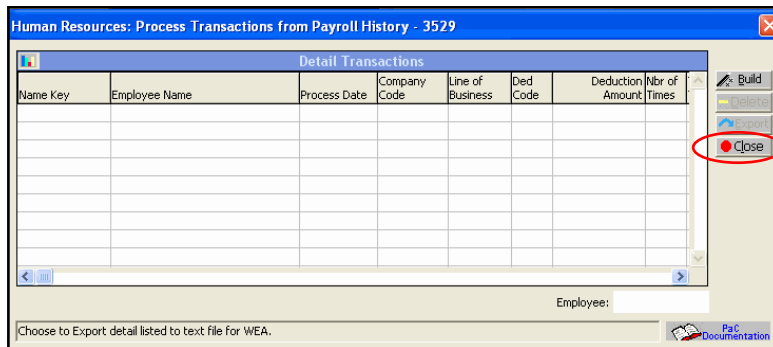 Human Resources: Process Transactions from Payroll History - 3529
Detail Transactions
Name Key Employee Name Process Date Company Code Line of Business Ded Code Deduction Amount Nbr of Times
Build
Delete
Export
Close
Employee:
Choose to Export detail listed to text file for WEA.
PaC
Documentation